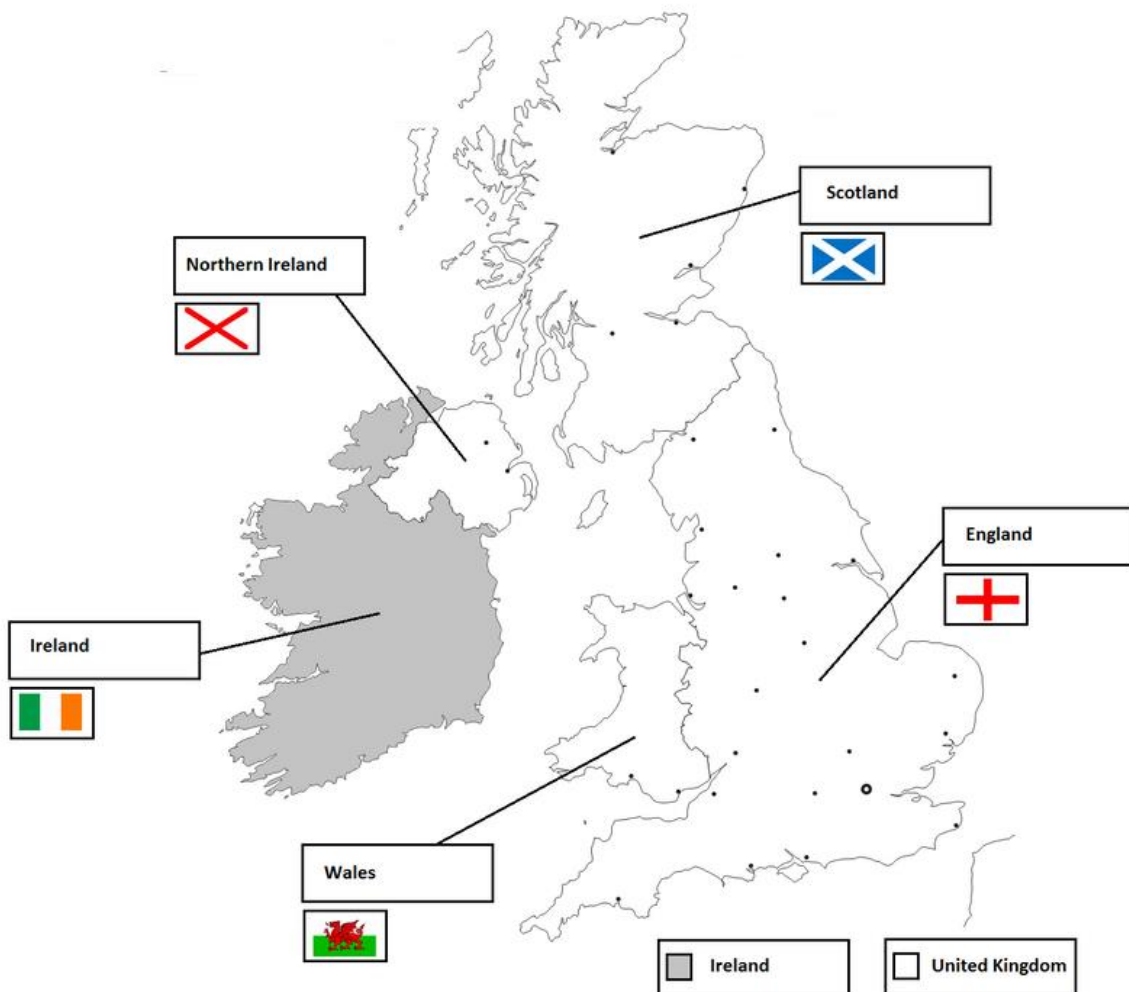 Scotland
Northern Ireland
England
Ireland
Wales
Ireland
United Kingdom